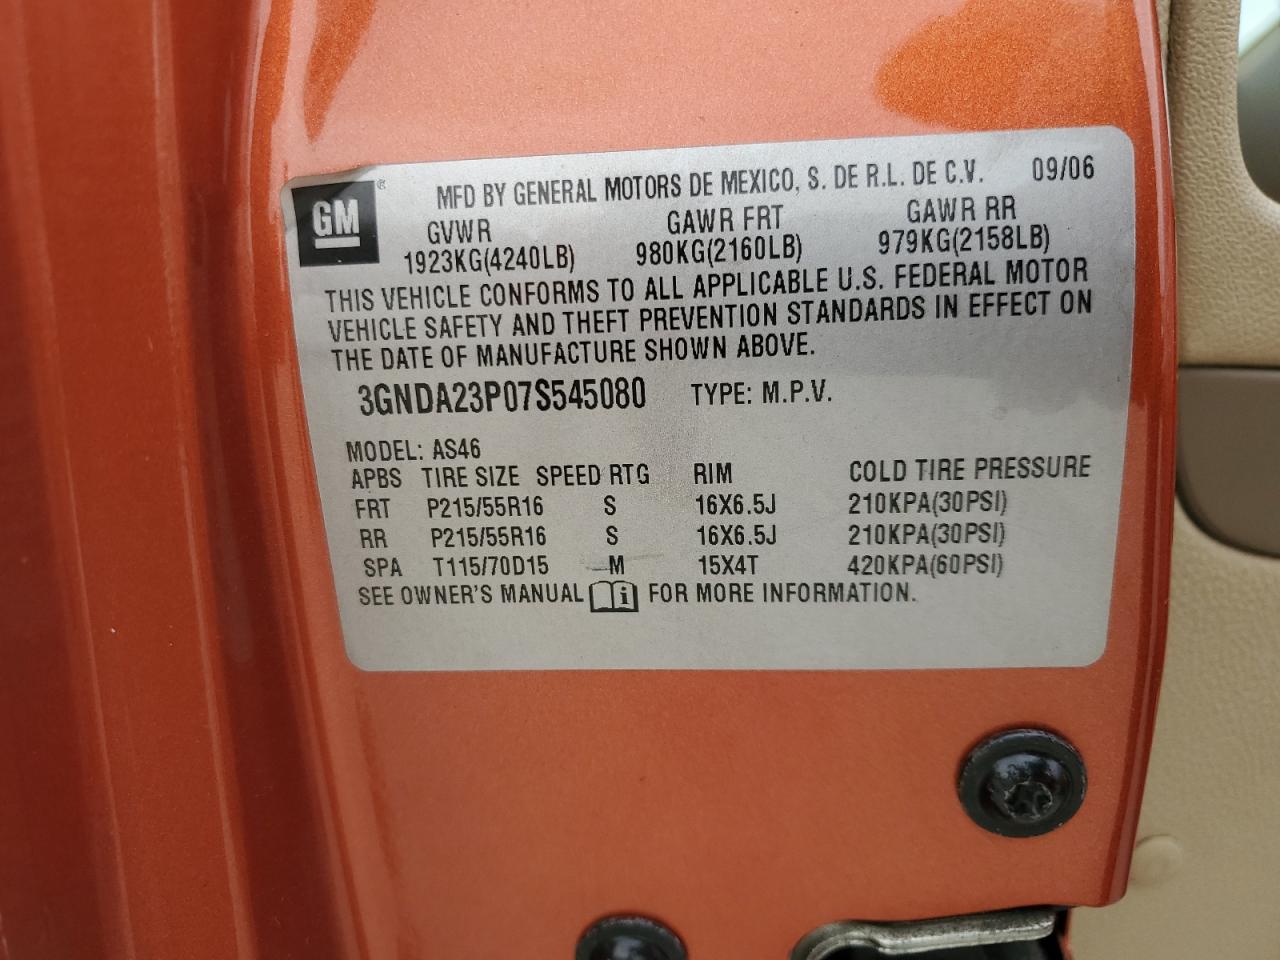 GM ®
MFD BY GENERAL MOTORS DE MEXICO, S. DE R.L. DE C.V. 09/06
GVWR GAWR FRT GAWR RR
1923KG(4240LB) 980KG(2160LB) 979KG(2158LB)
THIS VEHICLE CONFORMS TO ALL APPLICABLE U.S. FEDERAL MOTOR
VEHICLE SAFETY AND THEFT PREVENTION STANDARDS IN EFFECT ON
THE DATE OF MANUFACTURE SHOWN ABOVE.
3GNDA23P07S545080 TYPE: M.P.V.
MODEL: AS46
APBS TIRE SIZE SPEED RTG RIM COLD TIRE PRESSURE
FRT P215/55R16 S 16X6.5J 210KPA(30PSI)
RR P215/55R16 S 16X6.5J 210KPA(30PSI)
SPA T115/70D15 M 15X4T 420KPA(60PSI)
SEE OWNER'S MANUAL i FOR MORE INFORMATION.